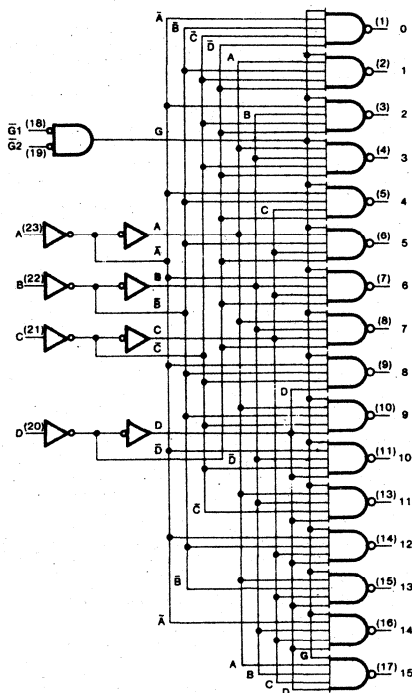 Ā (1) 0
B̄
C̄
D̄
A (2) 1
B (3) 2
G̅1 (18) G
G̅2 (19)
(4) 3
(5) 4
C
A (23) A (6) 5
Ā
B (22) B (7) 6
B̄
C (21) C (8) 7
C̄
(9) 8
D
D (20) D (10) 9
D̄ D̄ (11) 10
(13) 11
C̄
(14) 12
B̄ (15) 13
Ā (16) 14
G
A (17) 15
B
C
D